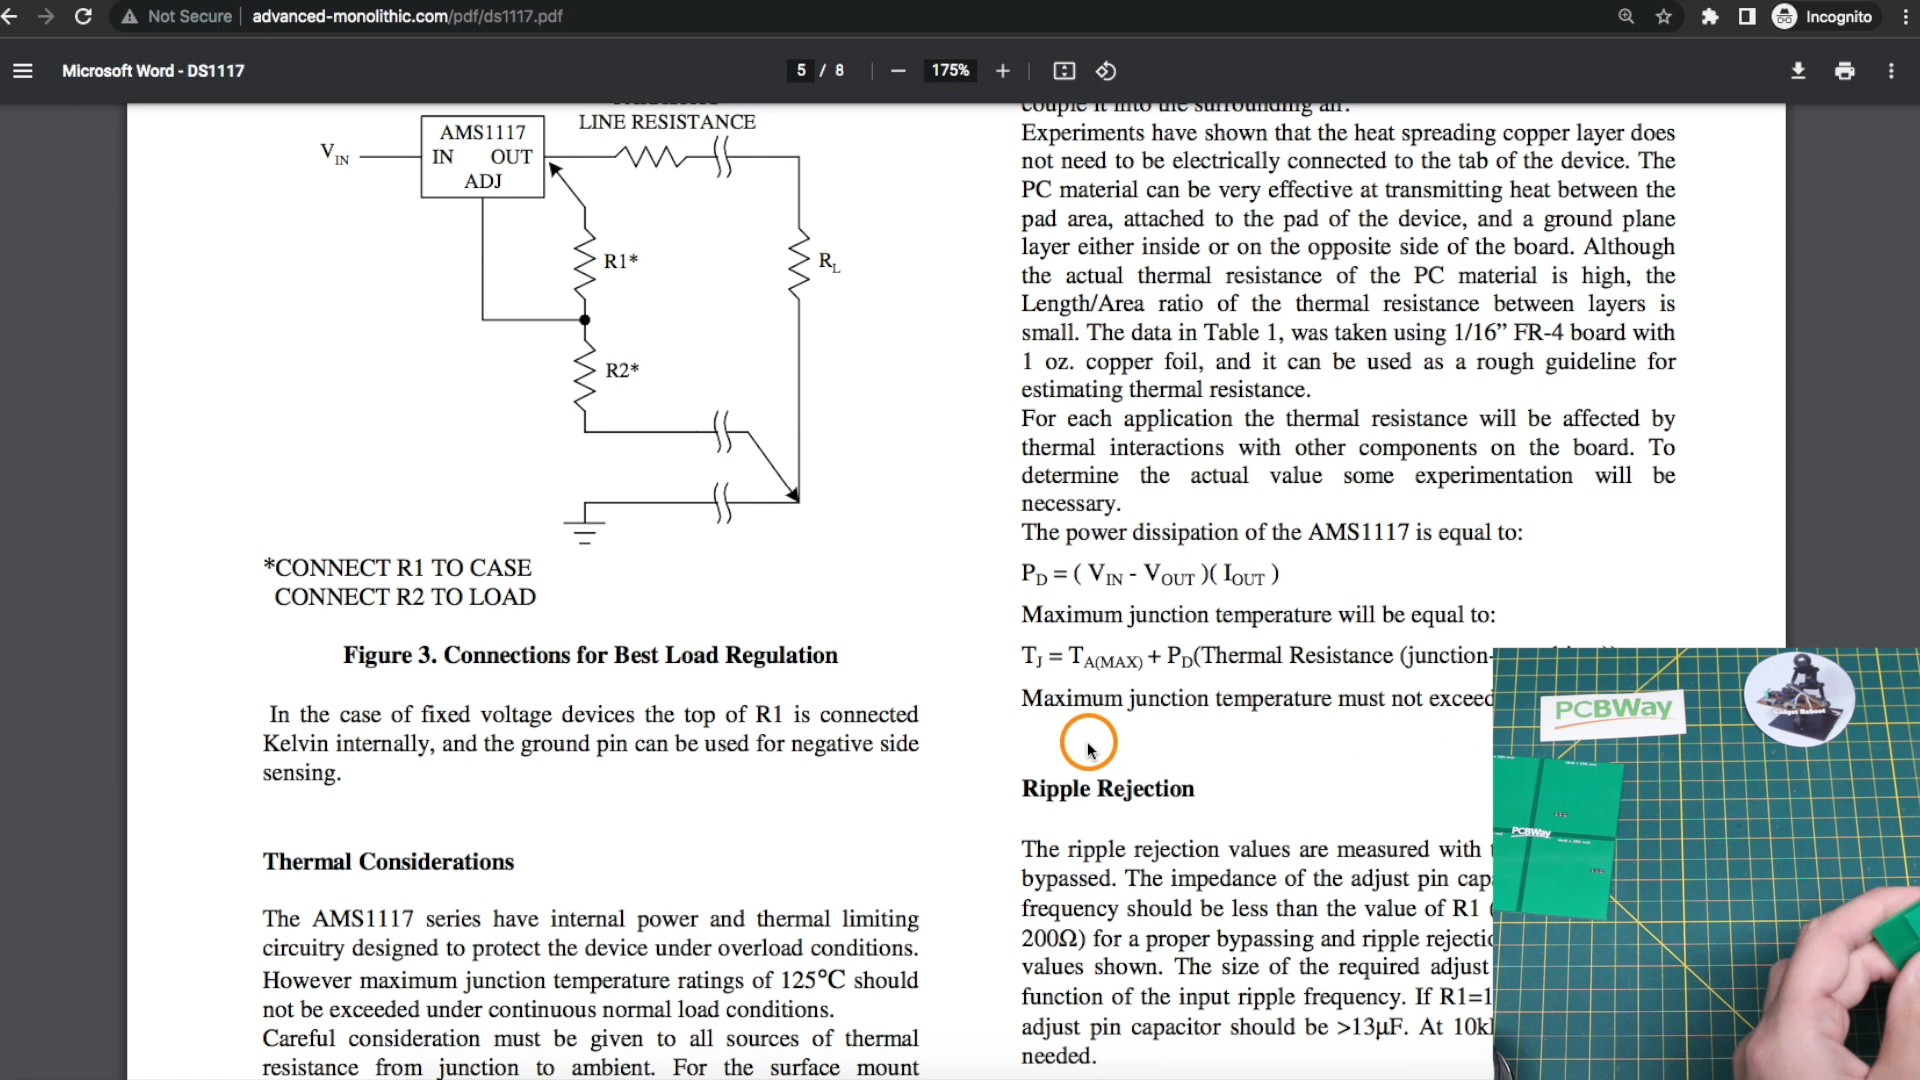 Not Secure
advanced-monolithic.com/pdf/ds1117.pdf
Incognito
Microsoft Word - DS1117
5 / 8
175%
LINE RESISTANCE
VIN
AMS1117
IN OUT
ADJ
R1*
RL
R2*
*CONNECT R1 TO CASE
CONNECT R2 TO LOAD
Figure 3. Connections for Best Load Regulation
In the case of fixed voltage devices the top of R1 is connected
Kelvin internally, and the ground pin can be used for negative side
sensing.
Thermal Considerations
The AMS1117 series have internal power and thermal limiting
circuitry designed to protect the device under overload conditions.
However maximum junction temperature ratings of 125°C should
not be exceeded under continuous normal load conditions.
Careful consideration must be given to all sources of thermal
resistance from junction to ambient. For the surface mount
couple it into the surrounding air.
Experiments have shown that the heat spreading copper layer does
not need to be electrically connected to the tab of the device. The
PC material can be very effective at transmitting heat between the
pad area, attached to the pad of the device, and a ground plane
layer either inside or on the opposite side of the board. Although
the actual thermal resistance of the PC material is high, the
Length/Area ratio of the thermal resistance between layers is
small. The data in Table 1, was taken using 1/16” FR-4 board with
1 oz. copper foil, and it can be used as a rough guideline for
estimating thermal resistance.
For each application the thermal resistance will be affected by
thermal interactions with other components on the board. To
determine the actual value some experimentation will be
necessary.
The power dissipation of the AMS1117 is equal to:
PD = ( VIN - VOUT )( IOUT )
Maximum junction temperature will be equal to:
TJ = TA(MAX) + PD(Thermal Resistance (junction-
Maximum junction temperature must not exceed
Ripple Rejection
The ripple rejection values are measured with
bypassed. The impedance of the adjust pin cap
frequency should be less than the value of R1
200Ω) for a proper bypassing and ripple rejectio
values shown. The size of the required adjust
function of the input ripple frequency. If R1=1
adjust pin capacitor should be >13μF. At 10k
needed.
PCBWay
PCBWay